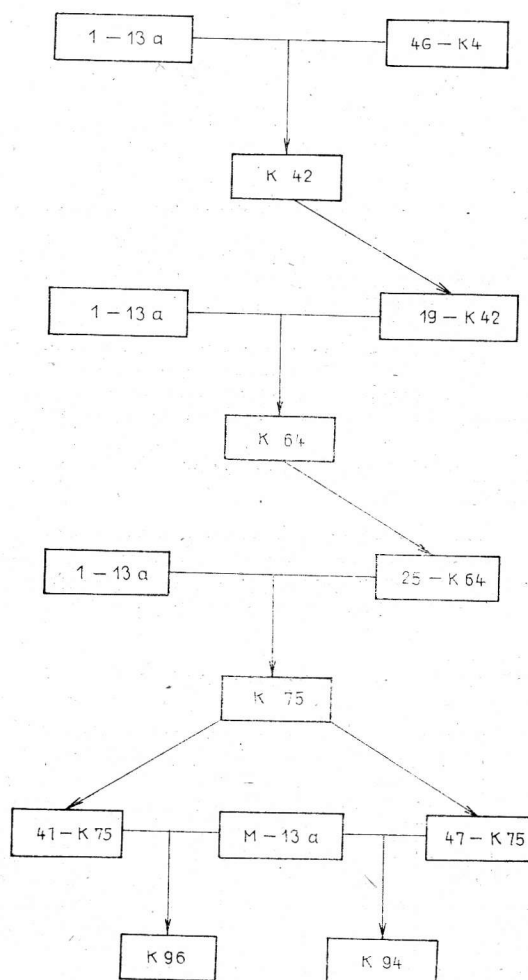 1 — 13 a
4G — K4
K 42
1 — 13 a
19 — K 42
K 64
1 — 13 a
25 — K 64
K 75
41 — K 75
M — 13 a
47 — K 75
K 96
K 94